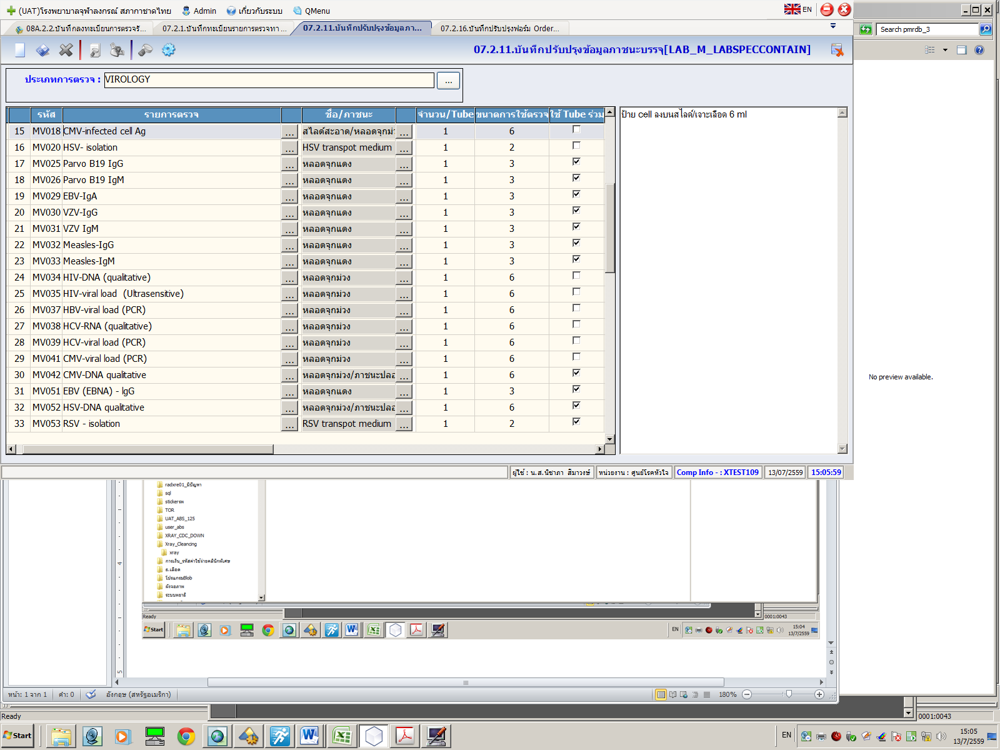 (UAT)โรงพยาบาลจุฬาลงกรณ์ สภากาชาดไทย Admin เกี่ยวกับระบบ QMenu EN
08A.2.2.บันทึกลงทะเบียนการตรวจรั... 07.2.1.บันทึกทะเบียนรายการตรวจทา ... 07.2.11.บันทึกปรับปรุงข้อมูลภา... 07.2.16.บันทึกปรับปรุงฟอร์ม Order...
Search pmrdb_3
07.2.11.บันทึกปรับปรุงข้อมูลภาชนะบรรจุ[LAB_M_LABSPECCONTAIN]
ประเภทการตรวจ : VIROLOGY ...
รหัส รายการตรวจ ชื่อ/ภาชนะ จำนวน/Tube ขนาดการใช้ตรวจ ใช้ Tube ร่วม
ป้าย cell ลงบนสไลด์/เจาะเลือด 6 ml
15 MV018 CMV-infected cell Ag ... สไลด์สะอาด/หลอดจุกม่ว ... 1 6
16 MV020 HSV- isolation ... HSV transpot medium ... 1 2
17 MV025 Parvo B19 IgG ... หลอดจุกแดง ... 1 3
18 MV026 Parvo B19 IgM ... หลอดจุกแดง ... 1 3
19 MV029 EBV-IgA ... หลอดจุกแดง ... 1 3
20 MV030 VZV-IgG ... หลอดจุกแดง ... 1 3
21 MV031 VZV IgM ... หลอดจุกแดง ... 1 3
22 MV032 Measles-IgG ... หลอดจุกแดง ... 1 3
23 MV033 Measles-IgM ... หลอดจุกแดง ... 1 3
24 MV034 HIV-DNA (qualitative) ... หลอดจุกม่วง ... 1 6
25 MV035 HIV-viral load (Ultrasensitive) ... หลอดจุกม่วง ... 1 6
26 MV037 HBV-viral load (PCR) ... หลอดจุกม่วง ... 1 6
27 MV038 HCV-RNA (qualitative) ... หลอดจุกม่วง ... 1 6
28 MV039 HCV-viral load (PCR) ... หลอดจุกม่วง ... 1 6
29 MV041 CMV-viral load (PCR) ... หลอดจุกม่วง ... 1 6
30 MV042 CMV-DNA qualitative ... หลอดจุกม่วง/ภาชนะปลอ ... 1 6
31 MV051 EBV (EBNA) - IgG ... หลอดจุกแดง ... 1 3
32 MV052 HSV-DNA qualitative ... หลอดจุกม่วง/ภาชนะปลอ ... 1 6
33 MV053 RSV - isolation ... RSV transpot medium ... 1 2
No preview available.
ผู้ใช้ : น.ส.นิชาภา สีมาวงษ์ หน่วยงาน : ศูนย์โรคหัวใจ Comp Info - : XTEST109 13/07/2559 15:05:59
radxre01_มีปัญหา
sql
stickersw
TOR
UAT_ABS_125
user_abs
XRAY_CDC_DOWN
Xray_Cleancing
xray
การเงิน_รหัสค่าใช้จ่ายคลีนิกพิเศษ
ธ.เลือด
โปรแกรมBlob
ผังจอภาพ
ระบบพยาธิ
Ready 0001:0043
Start EN 15:04
13/7/2559
4
5
หน้า: 1 จาก 1 คำ: 0 อังกฤษ (สหรัฐอเมริกา) 180%
Ready 0001:0043
Start EN 15:05
13/7/2559